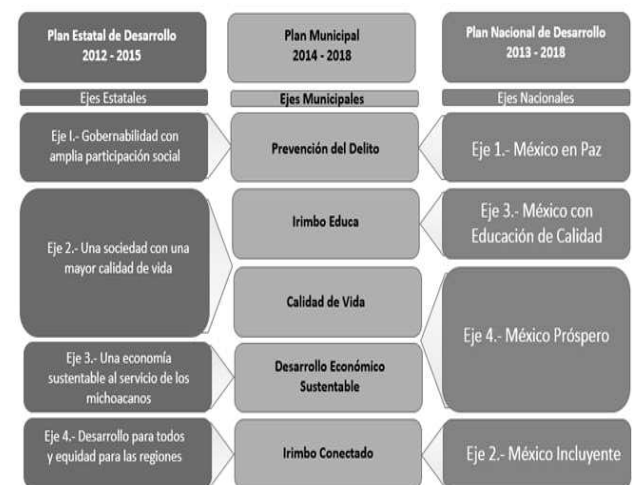 Plan Estatal de Desarrollo
2012 - 2015
Plan Municipal
2014 - 2018
Plan Nacional de Desarrollo
2013 - 2018
Ejes Estatales
Ejes Municipales
Ejes Nacionales
Eje I.- Gobernabilidad con
amplia participación social
Prevención del Delito
Eje 1.- México en Paz
Eje 2.- Una sociedad con una
mayor calidad de vida
Irimbo Educa
Eje 3.- México con
Educación de Calidad
Calidad de Vida
Eje 4.- México Próspero
Eje 3.- Una economía
sustentable al servicio de los
michoacanos
Desarrollo Económico
Sustentable
Eje 4.- Desarrollo para todos
y equidad para las regiones
Irimbo Conectado
Eje 2.- México Incluyente